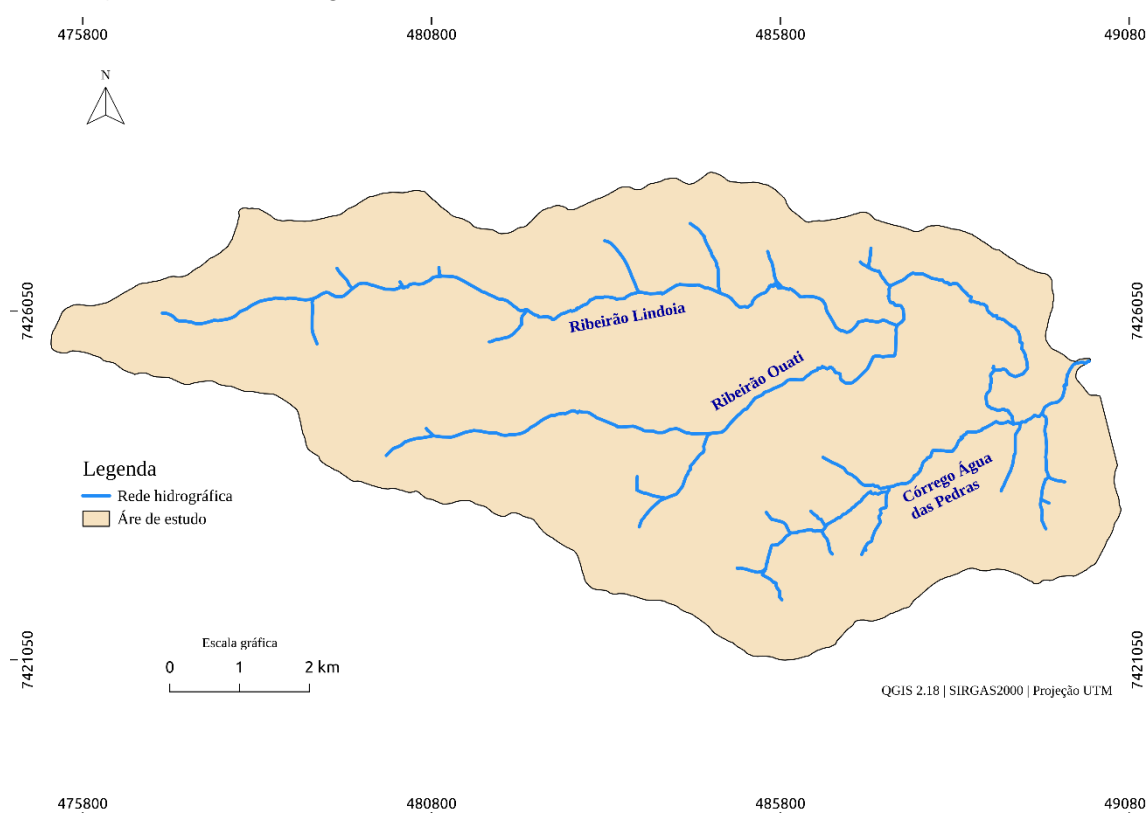 475800
480800
485800
49080
N
7426050
7426050
Ribeirão Lindoia
Ribeirão Quati
Legenda
Rede hidrográfica
Áre de estudo
Córrego Água
das Pedras
7421050
7421050
Escala gráfica
0 1 2 km
QGIS 2.18 | SIRGAS2000 | Projeção UTM
475800
480800
485800
49080